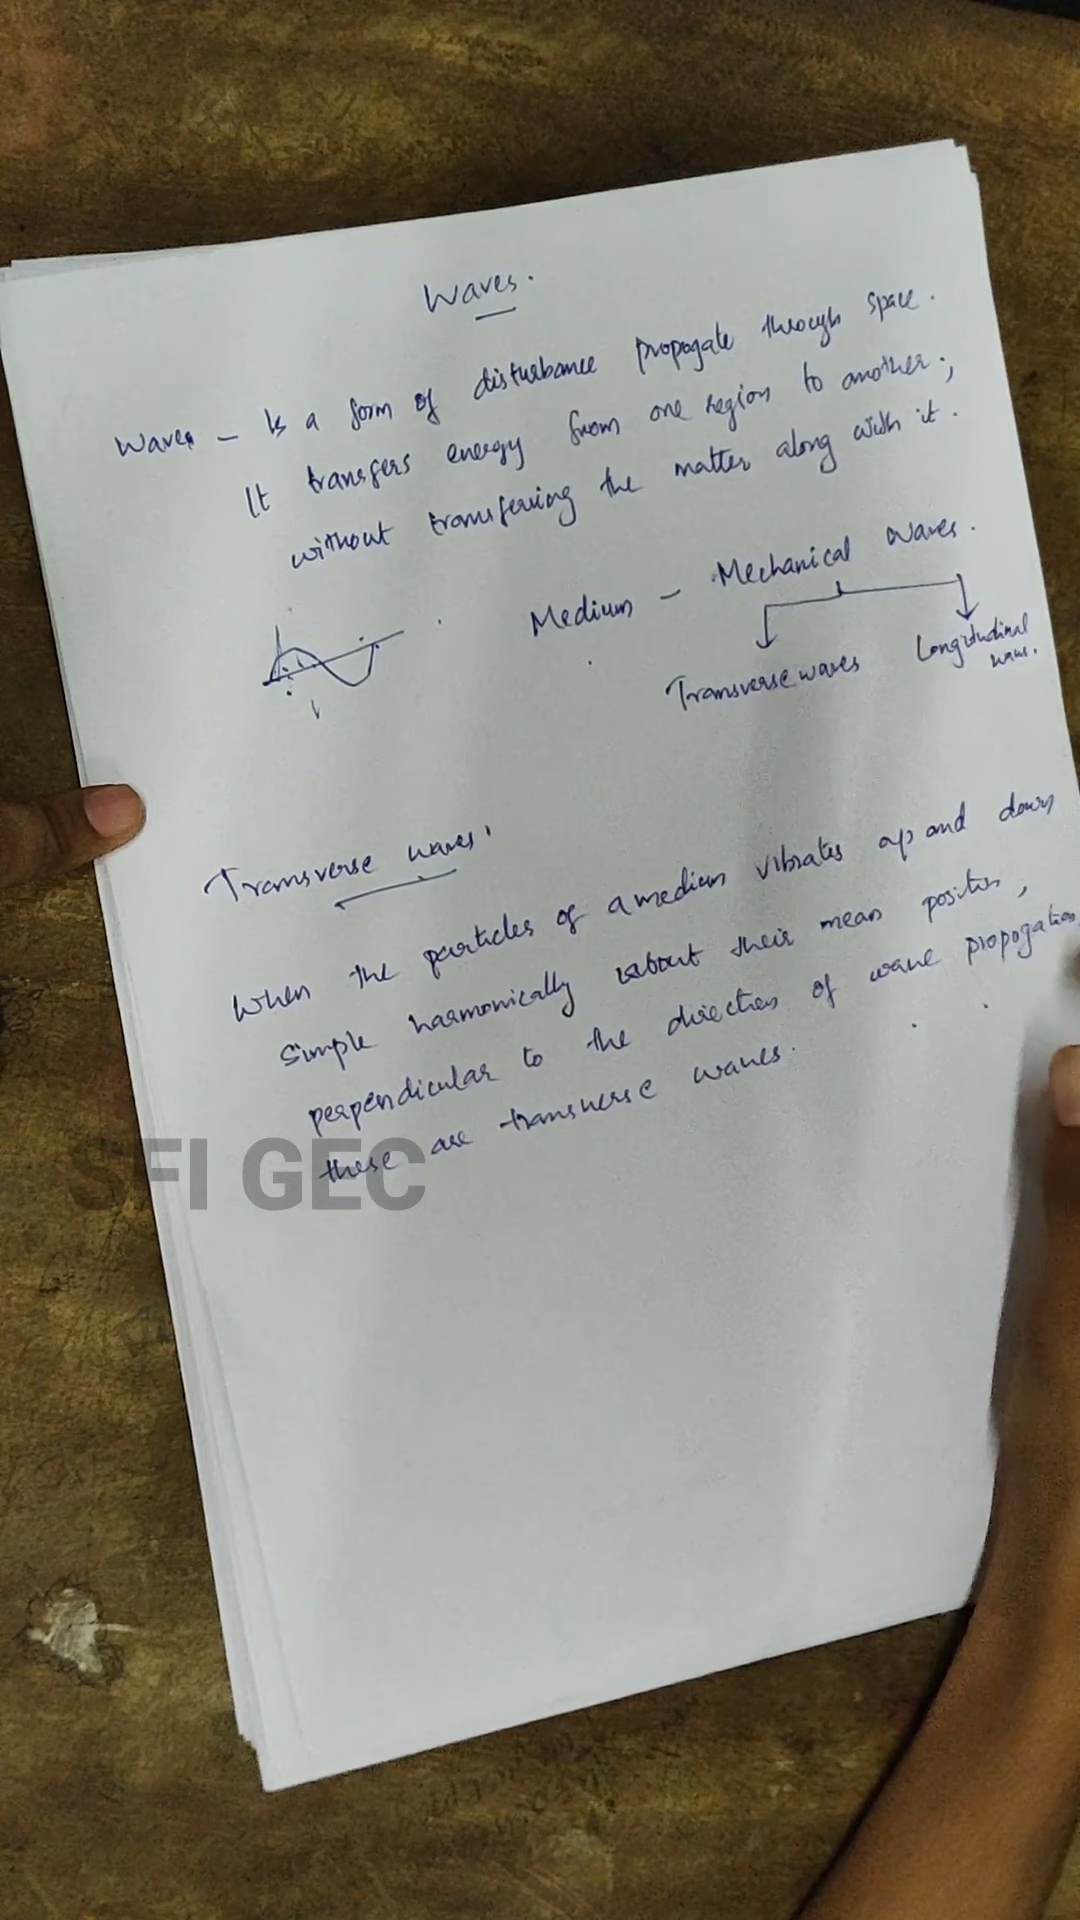 Waves.
Waves - Is a form of disturbance propogate through space.
It transfers energy from one region to another.;
without transferring the matter along with it.
Medium - Mechanical waves.
Transverse waves
Longitudinal
waves.
Transverse waves'
When the particles of a medium vibrates up and down
Simple harmonically about their mean position,
perpendicular to the direction of wave propogation,
these are transverse waves.
SFI GEC